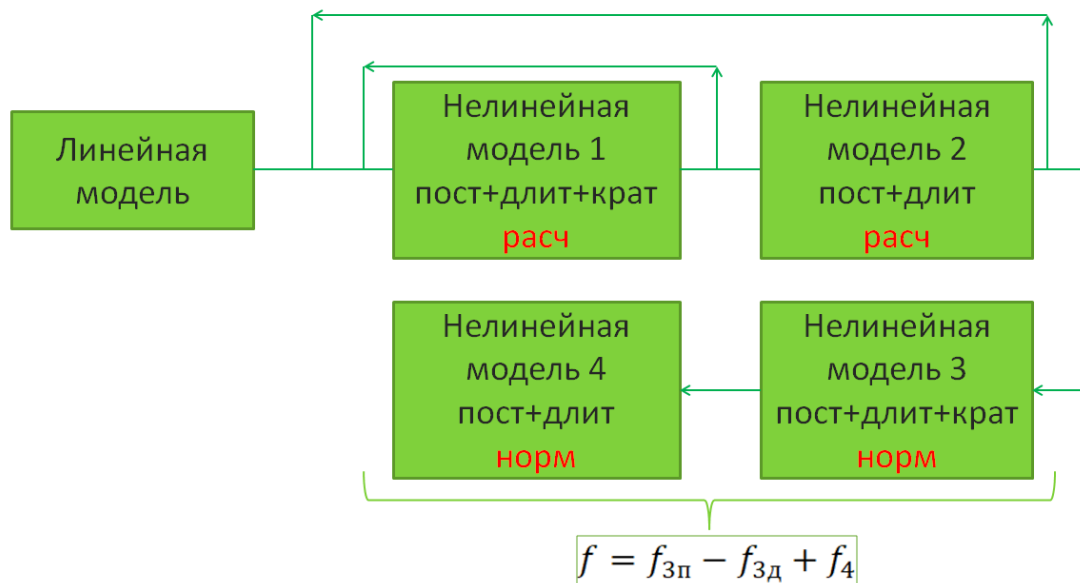 Линейная
модель
Нелинейная
модель 1
пост+длит+крат
расч
Нелинейная
модель 2
пост+длит
расч
Нелинейная
модель 4
пост+длит
норм
Нелинейная
модель 3
пост+длит+крат
норм
f = f₃ₙ − f₃д + f₄